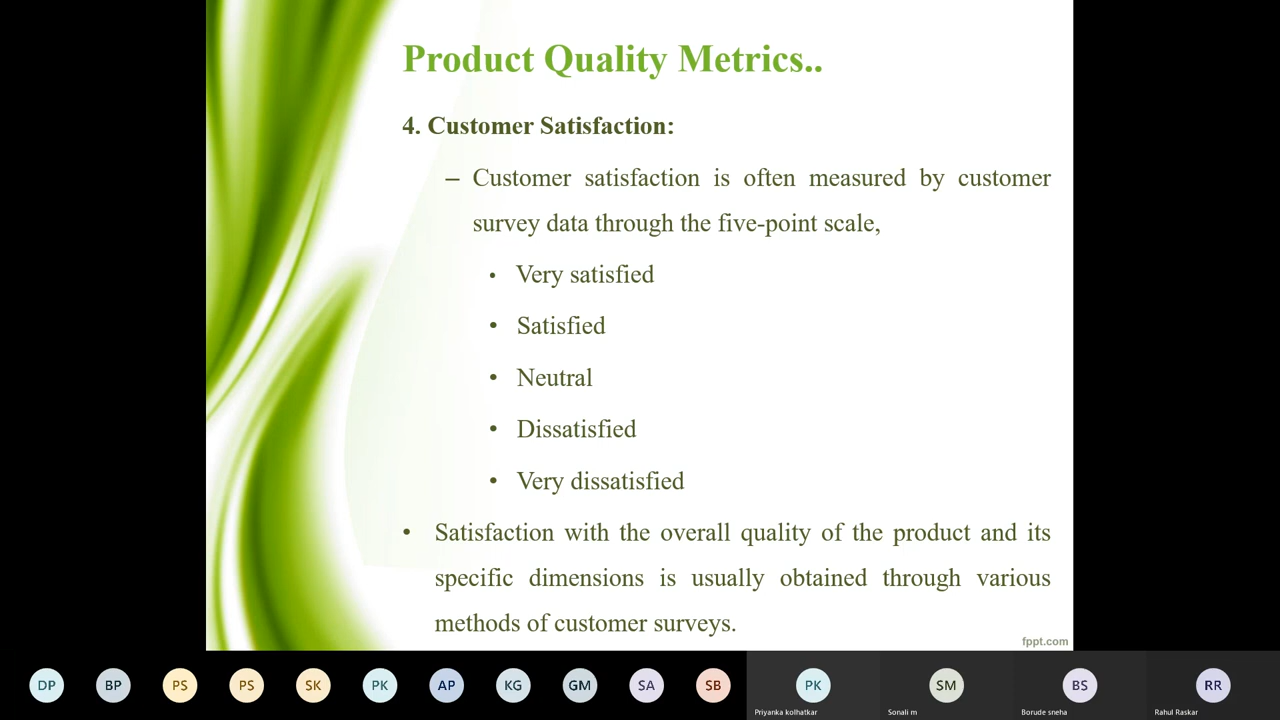 Product Quality Metrics..
4. Customer Satisfaction:
– Customer satisfaction is often measured by customer
survey data through the five-point scale,
• Very satisfied
• Satisfied
• Neutral
• Dissatisfied
• Very dissatisfied
• Satisfaction with the overall quality of the product and its
specific dimensions is usually obtained through various
methods of customer surveys.
fppt.com
DP BP PS PS SK PK AP KG GM SA SB PK SM BS RR
Priyanka kolhatkar Sonali m Borude sneha Rahul Raskar